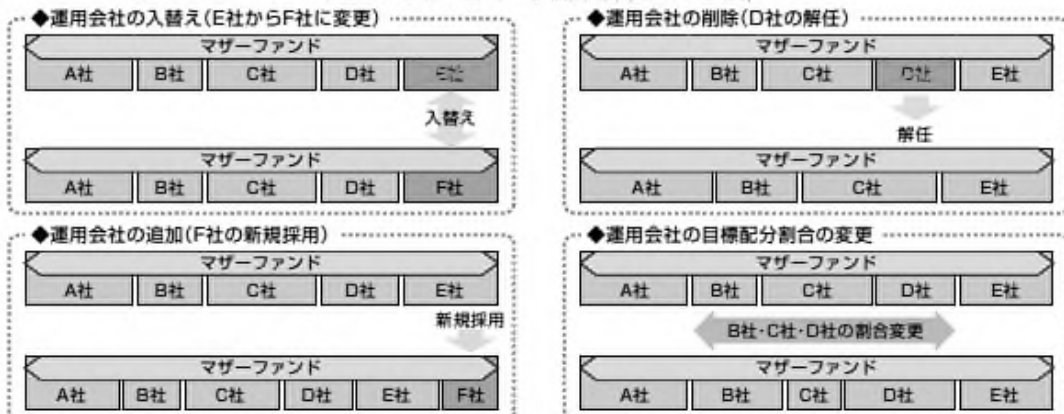 ◆運用会社の入替え(E社からF社に変更)
マザーファンド
A社 B社 C社 D社 E社
入替え
マザーファンド
A社 B社 C社 D社 F社
◆運用会社の削除(D社の解任)
マザーファンド
A社 B社 C社 D社 E社
解任
マザーファンド
A社 B社 C社 E社
◆運用会社の追加(F社の新規採用)
マザーファンド
A社 B社 C社 D社 E社
新規採用
マザーファンド
A社 B社 C社 D社 E社 F社
◆運用会社の目標配分割合の変更
マザーファンド
A社 B社 C社 D社 E社
B社・C社・D社の割合変更
マザーファンド
A社 B社 C社 D社 E社